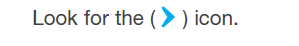 Look for the ( ❯ ) icon.